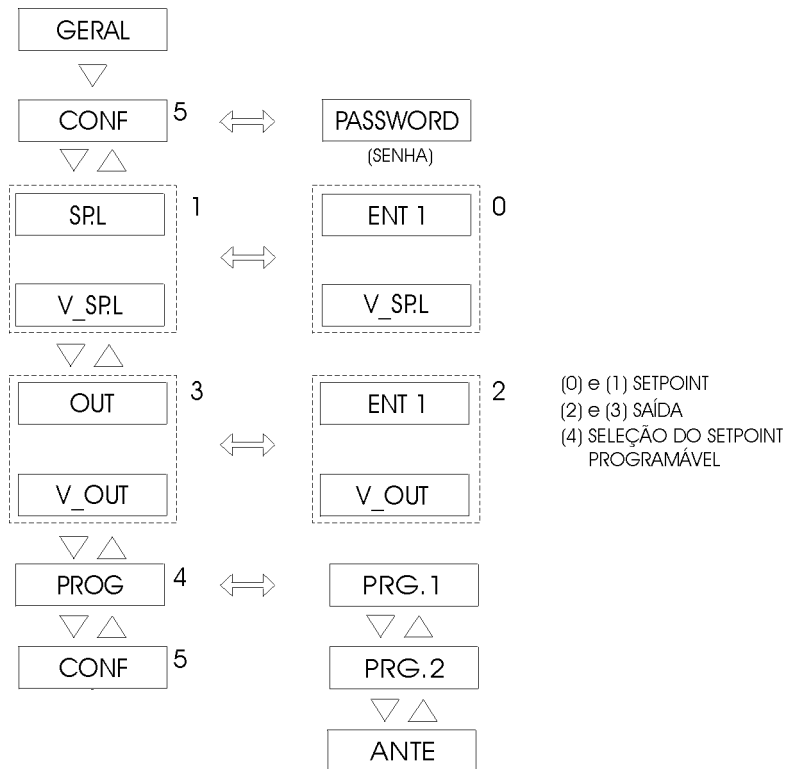 GERAL
CONF 5 PASSWORD
(SENHA)
SP.L 1 ENT 1 0
V_SP.L V_SP.L
OUT 3 ENT 1 2
V_OUT V_OUT
(0) e (1) SETPOINT
(2) e (3) SAÍDA
(4) SELEÇÃO DO SETPOINT
PROGRAMÁVEL
PROG 4 PRG.1
CONF 5 PRG.2
ANTE